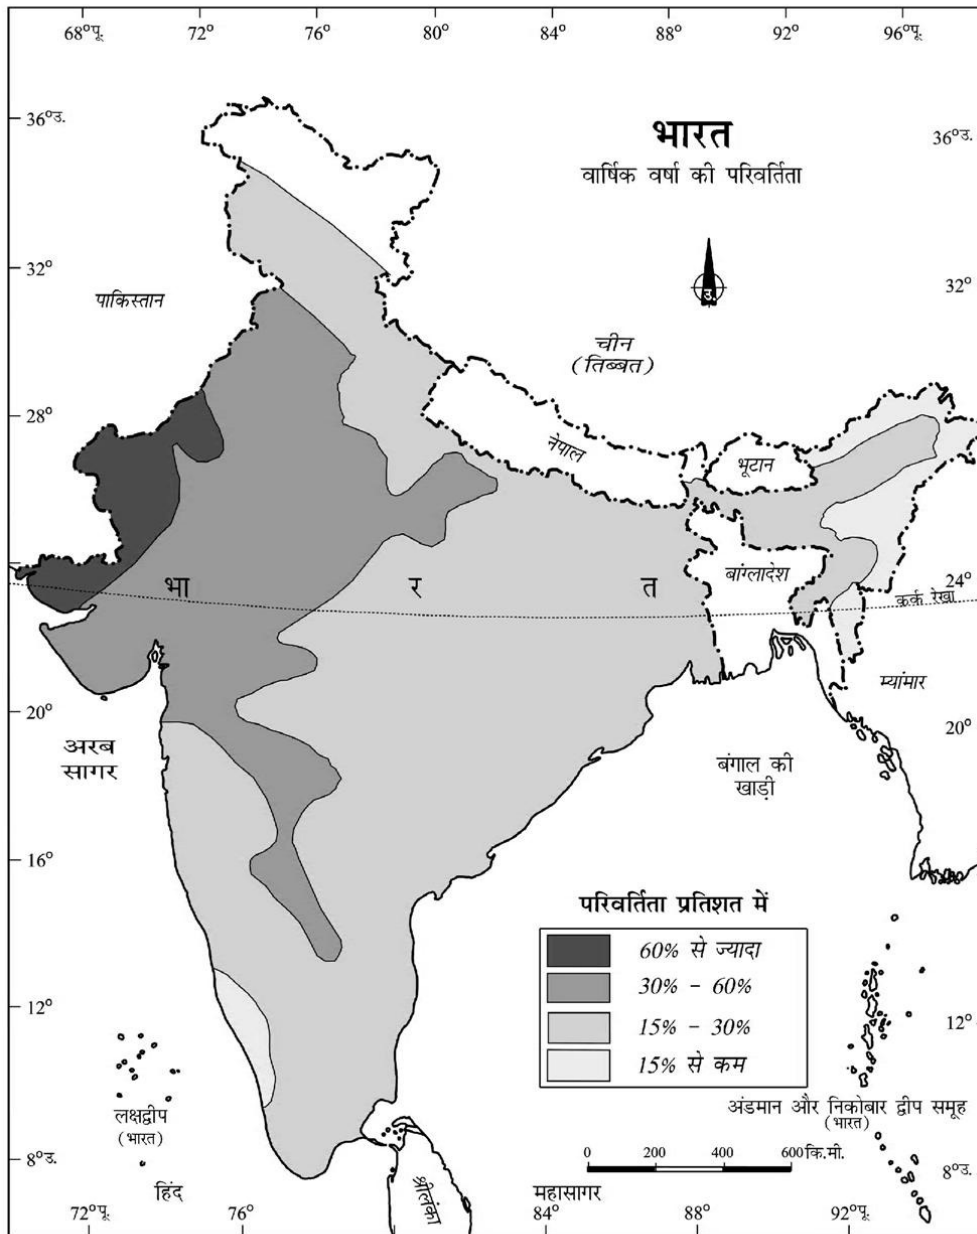 68°पू. 72° 76° 80° 84° 88° 92° 96°पू.
36°उ.
भारत
वार्षिक वर्षा की परिवर्तिता
36°उ.
32°
पाकिस्तान
उ.
32°
चीन
(तिब्बत)
28°
नेपाल
भूटान
28°
भा र त
बांग्लादेश
24°
कर्क रेखा
म्यांमार
20°
20°
अरब
सागर
बंगाल की
खाड़ी
16°
परिवर्तिता प्रतिशत में
60% से ज्यादा
30% - 60%
15% - 30%
15% से कम
12°
12°
लक्षद्वीप
(भारत)
अंडमान और निकोबार द्वीप समूह
(भारत)
0 200 400 600 कि.मी.
8°उ.
8°उ.
हिंद
श्रीलंका
महासागर
72°पू. 76° 84° 88° 92°पू.